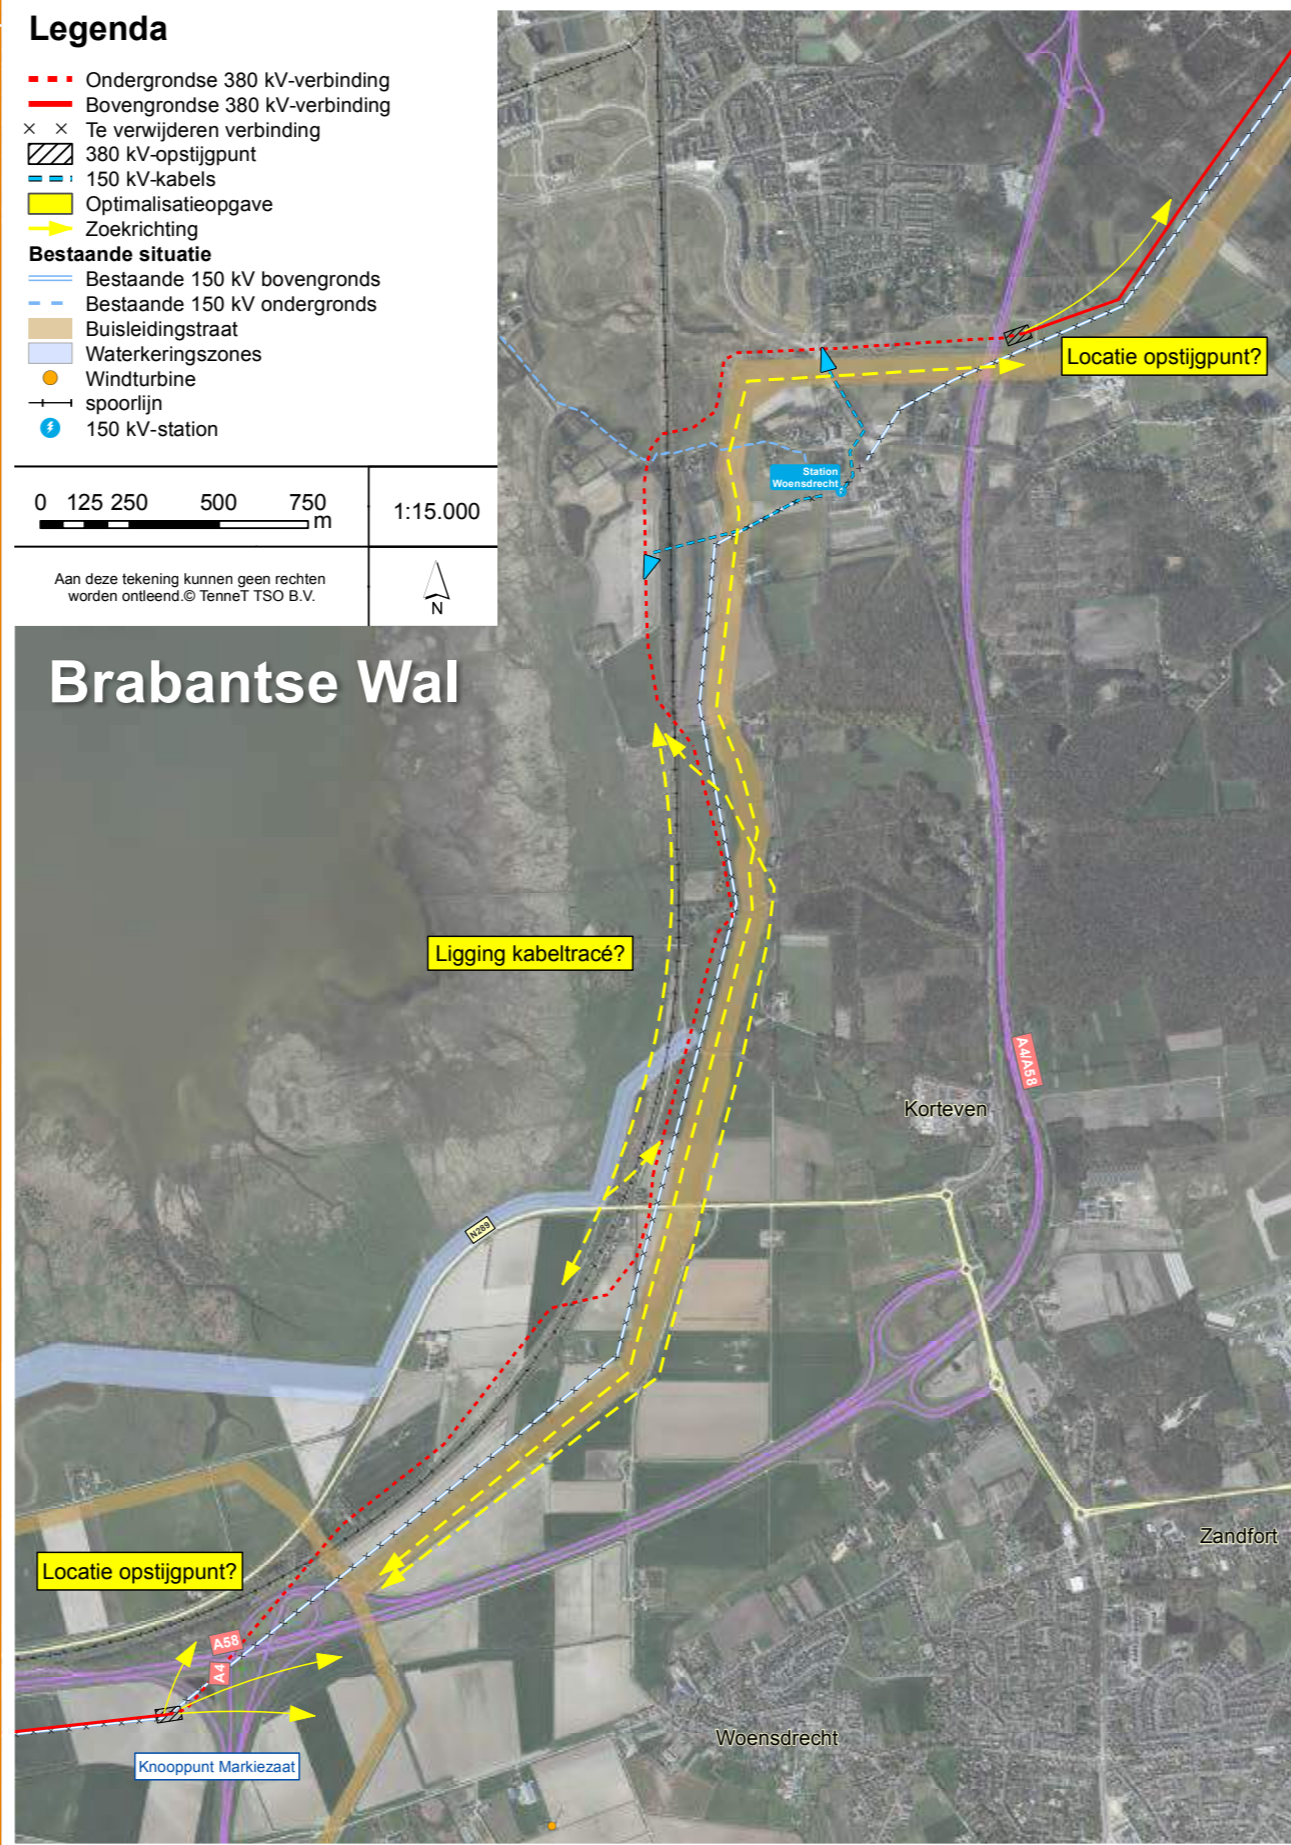 Legenda
Ondergrondse 380 kV-verbinding
Bovengrondse 380 kV-verbinding
Te verwijderen verbinding
380 kV-opstijgpunt
150 kV-kabels
Optimalisatieopgave
Zoekrichting
Bestaande situatie
Bestaande 150 kV bovengronds
Bestaande 150 kV ondergronds
Buisleidingstraat
Waterkeringszones
Windturbine
spoorlijn
150 kV-station
0 125 250 500 750
m
1:15.000
Aan deze tekening kunnen geen rechten
worden ontleend.© TenneT TSO B.V.
N
Brabantse Wal
Locatie opstijgpunt?
Station
Woensdrecht
Ligging kabeltracé?
A4/A58
Korteven
N289
Zandfort
Locatie opstijgpunt?
A58
A4
Woensdrecht
Knooppunt Markiezaat